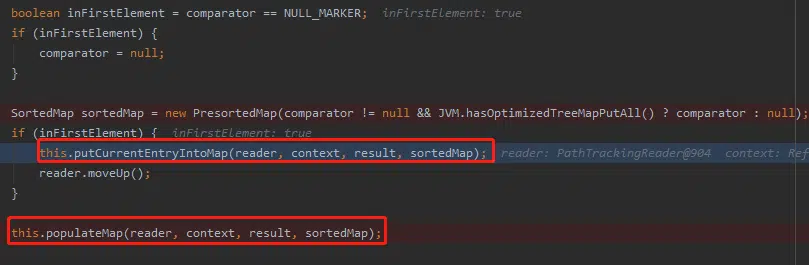 boolean inFirstElement = comparator == NULL_MARKER;  inFirstElement: true
if (inFirstElement) {
    comparator = null;
}

SortedMap sortedMap = new PresortedMap(comparator != null && JVM.hasOptimizedTreeMapPutAll() ? comparator : null);
if (inFirstElement) {  inFirstElement: true
    this.putCurrentEntryIntoMap(reader, context, result, sortedMap);  reader: PathTrackingReader@904  context: Ref
    reader.moveUp();
}

this.populateMap(reader, context, result, sortedMap);